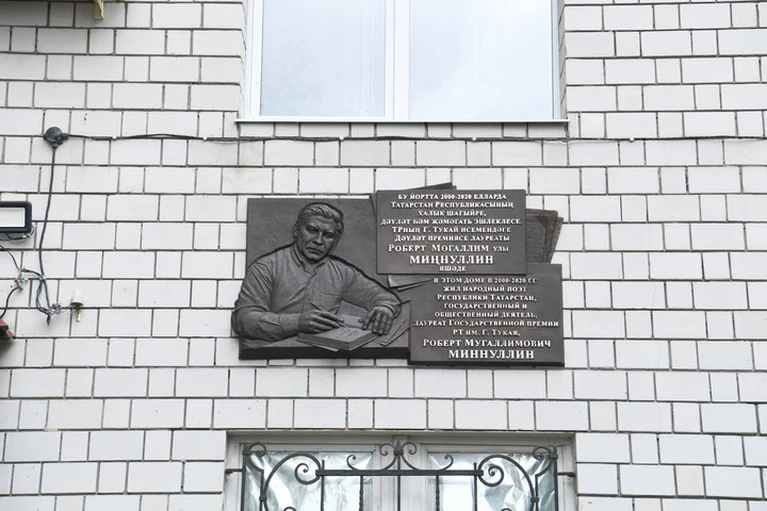 БУ ЙОРТТА 2000-2020 ЕЛЛАРДА
ТАТАРСТАН РЕСПУБЛИКАСЫНЫҢ
ХАЛЫК ШАГЫЙРЕ,
ДӘҮЛӘТ ҺӘМ ҖӘМӘГАТЬ ЭШЛЕКЛЕСЕ,
ТРНЫҢ Г. ТУКАЙ ИСЕМЕНДӘГЕ
ДӘҮЛӘТ ПРЕМИЯСЕ ЛАУРЕАТЫ
РОБЕРТ МӨГАЛЛИМ УЛЫ
МИҢНУЛЛИН
ЯШӘДЕ
В ЭТОМ ДОМЕ В 2000-2020 ГГ.
ЖИЛ НАРОДНЫЙ ПОЭТ
РЕСПУБЛИКИ ТАТАРСТАН,
ГОСУДАРСТВЕННЫЙ И
ОБЩЕСТВЕННЫЙ ДЕЯТЕЛЬ,
ЛАУРЕАТ ГОСУДАРСТВЕННОЙ ПРЕМИИ
РТ ИМ. Г. ТУКАЯ,
РОБЕРТ МУГАЛЛИМОВИЧ
МИННУЛЛИН